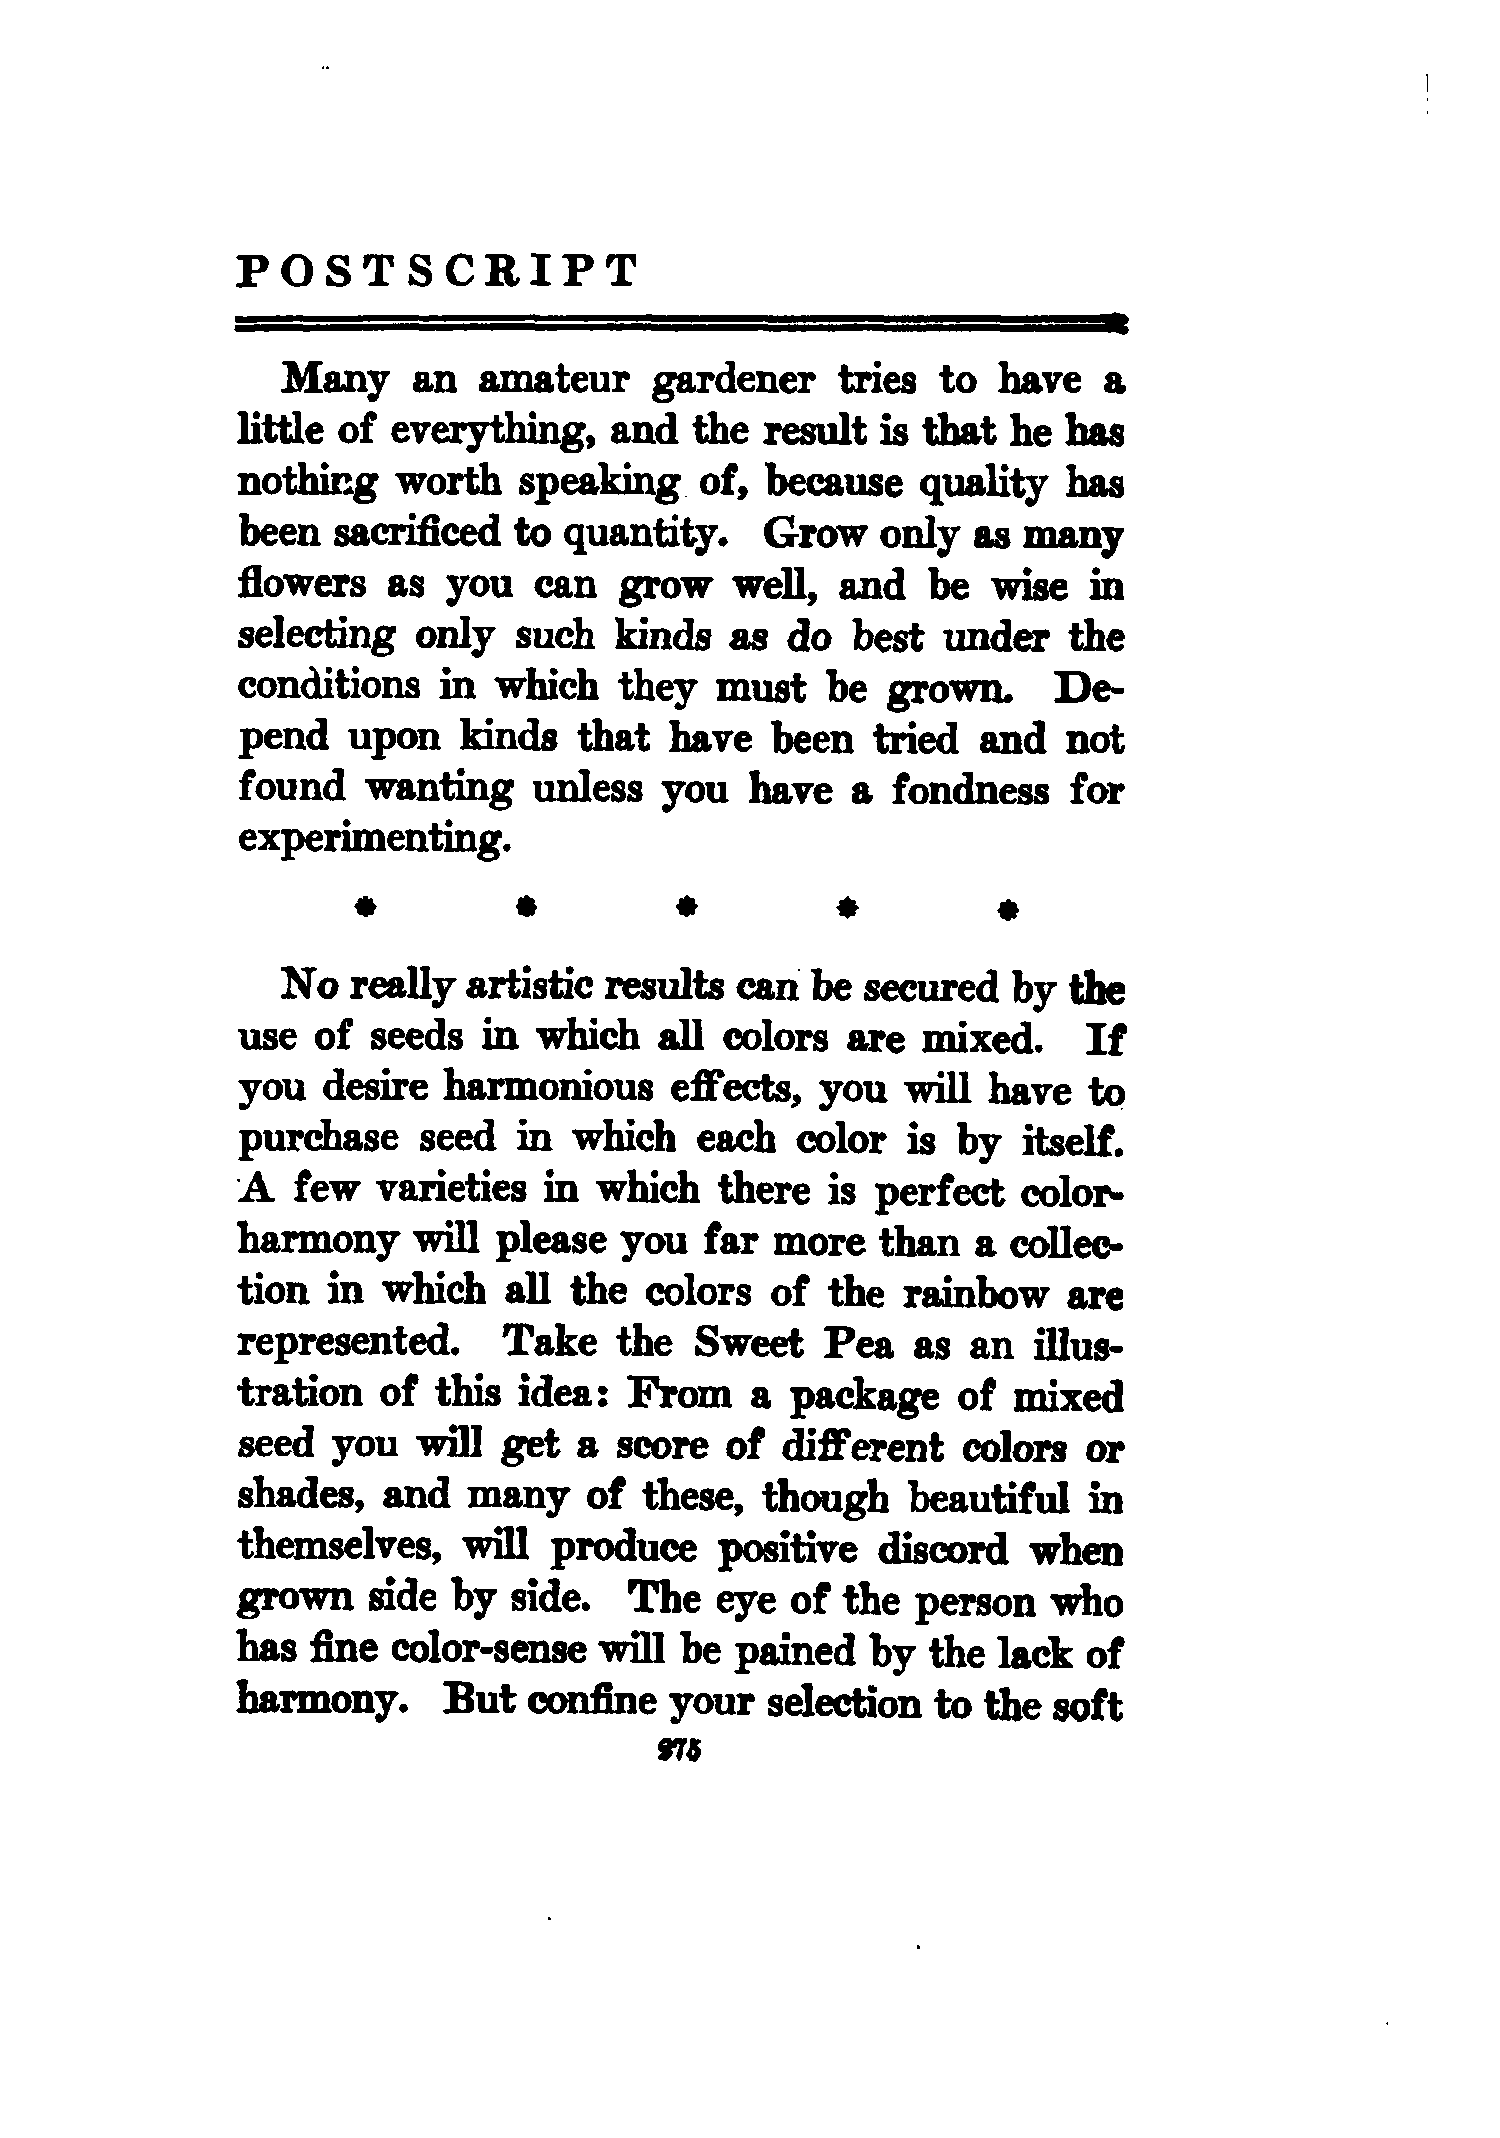 POSTSCRIPT
Many an amateur gardener tries to have a
little of everything, and the result is that he has
nothing worth speaking of, because quality has
been sacrificed to quantity. Grow only as many
flowers as you can grow well, and be wise in
selecting only such kinds as do best under the
conditions in which they must be grown. De-
pend upon kinds that have been tried and not
found wanting unless you have a fondness for
experimenting.
* * * * *
No really artistic results can be secured by the
use of seeds in which all colors are mixed. If
you desire harmonious effects, you will have to
purchase seed in which each color is by itself.
A few varieties in which there is perfect color-
harmony will please you far more than a collec-
tion in which all the colors of the rainbow are
represented. Take the Sweet Pea as an illus-
tration of this idea: From a package of mixed
seed you will get a score of different colors or
shades, and many of these, though beautiful in
themselves, will produce positive discord when
grown side by side. The eye of the person who
has fine color-sense will be pained by the lack of
harmony. But confine your selection to the soft
275